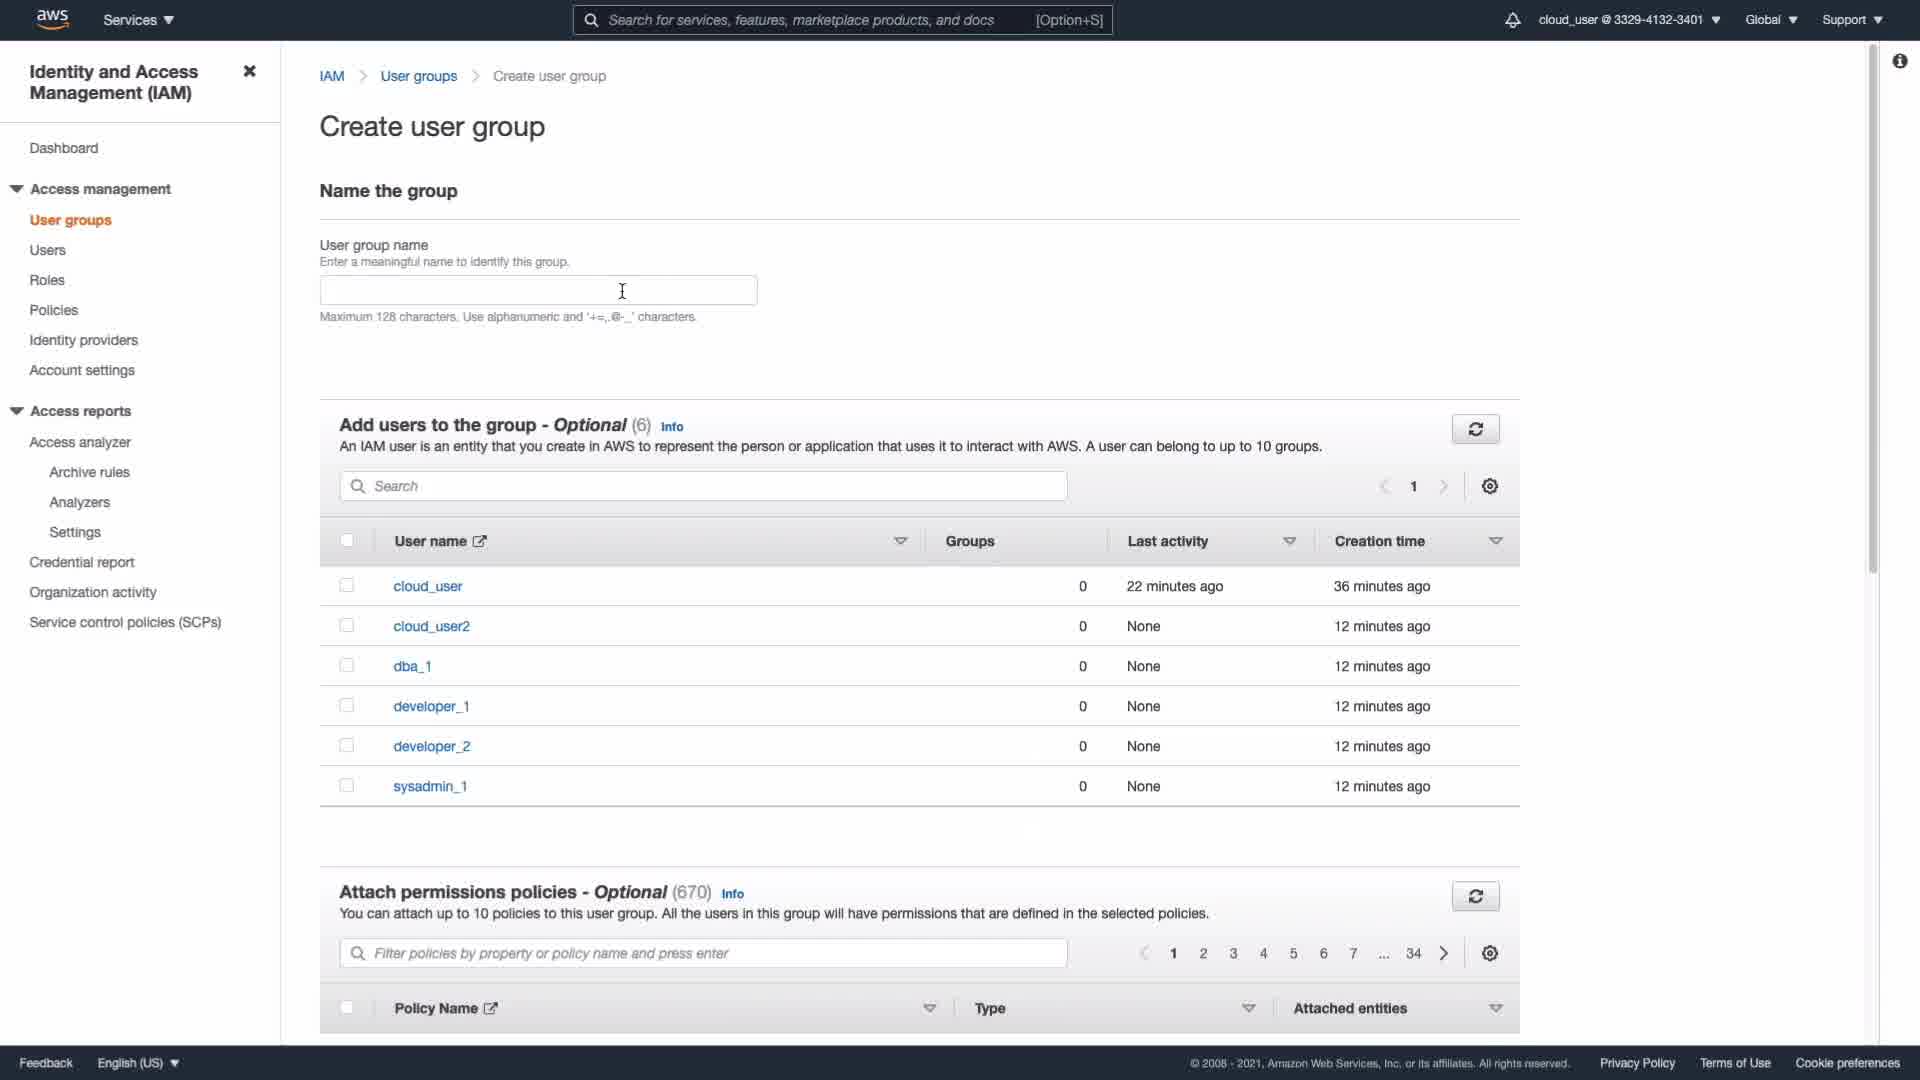 aws
Services
Search for services, features, marketplace products, and docs
[Option+S]
cloud_user @ 3329-4132-3401
Global
Support
Identity and Access
Management (IAM)
Dashboard
Access management
User groups
Users
Roles
Policies
Identity providers
Account settings
Access reports
Access analyzer
Archive rules
Analyzers
Settings
Credential report
Organization activity
Service control policies (SCPs)
IAM > User groups > Create user group
Create user group
Name the group
User group name
Enter a meaningful name to identify this group.
Maximum 128 characters. Use alphanumeric and '+=,.@-_' characters.
Add users to the group - Optional (6) Info
An IAM user is an entity that you create in AWS to represent the person or application that uses it to interact with AWS. A user can belong to up to 10 groups.
Search
1
User name Groups Last activity Creation time
cloud_user 0 22 minutes ago 36 minutes ago
cloud_user2 0 None 12 minutes ago
dba_1 0 None 12 minutes ago
developer_1 0 None 12 minutes ago
developer_2 0 None 12 minutes ago
sysadmin_1 0 None 12 minutes ago
Attach permissions policies - Optional (670) Info
You can attach up to 10 policies to this user group. All the users in this group will have permissions that are defined in the selected policies.
Filter policies by property or policy name and press enter
1 2 3 4 5 6 7 ... 34
Policy Name Type Attached entities
Feedback English (US)
© 2008 - 2021, Amazon Web Services, Inc. or its affiliates. All rights reserved. Privacy Policy Terms of Use Cookie preferences